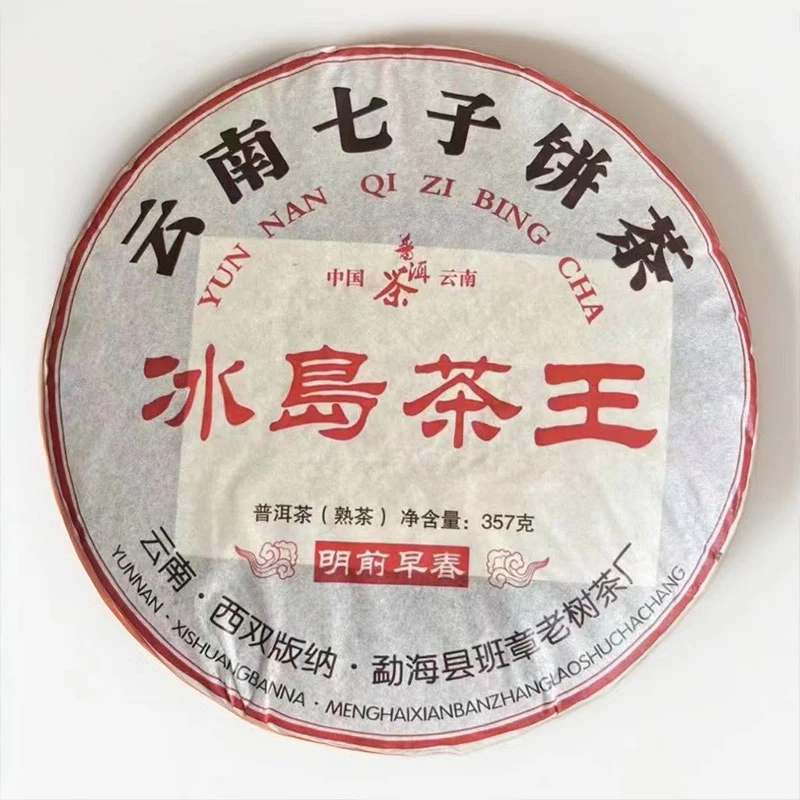 云南七子饼茶
YUN NAN QI ZI BING CHA
中国 普洱茶 云南
冰島茶王
普洱茶(熟茶) 净含量:357克
明前早春
云南·西双版纳·勐海县班章老树茶厂
YUNNAN·XISHUANGBANNA·MENGHAIXIANBANZHANGLAOSHUCHACHANG